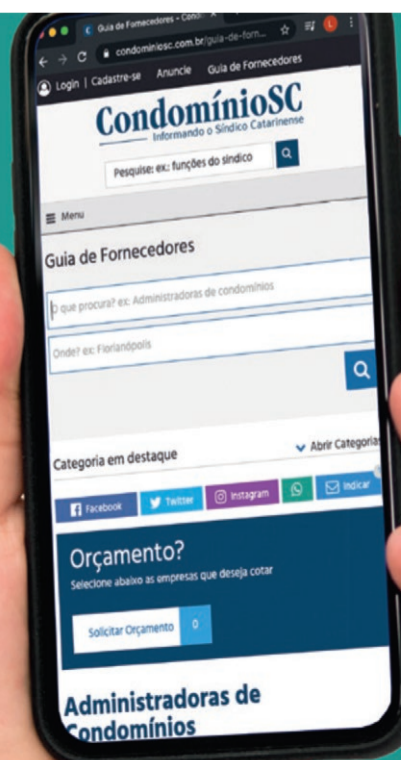 Guia de Fornecedores - Cond
condominiosc.com.br/guia-de-forn...
Login | Cadastre-se Anuncie Guia de Fornecedores
CondomínioSC
Informando o Síndico Catarinense
Pesquise: ex.: funções do síndico
Menu
Guia de Fornecedores
O que procura? ex: Administradoras de condomínios
Onde? ex: Florianópolis
Categoria em destaque
Abrir Categorias
Facebook Twitter Instagram Indicar
Orçamento?
Selecione abaixo as empresas que deseja cotar
Solicitar Orçamento 0
Administradoras de
Condomínios